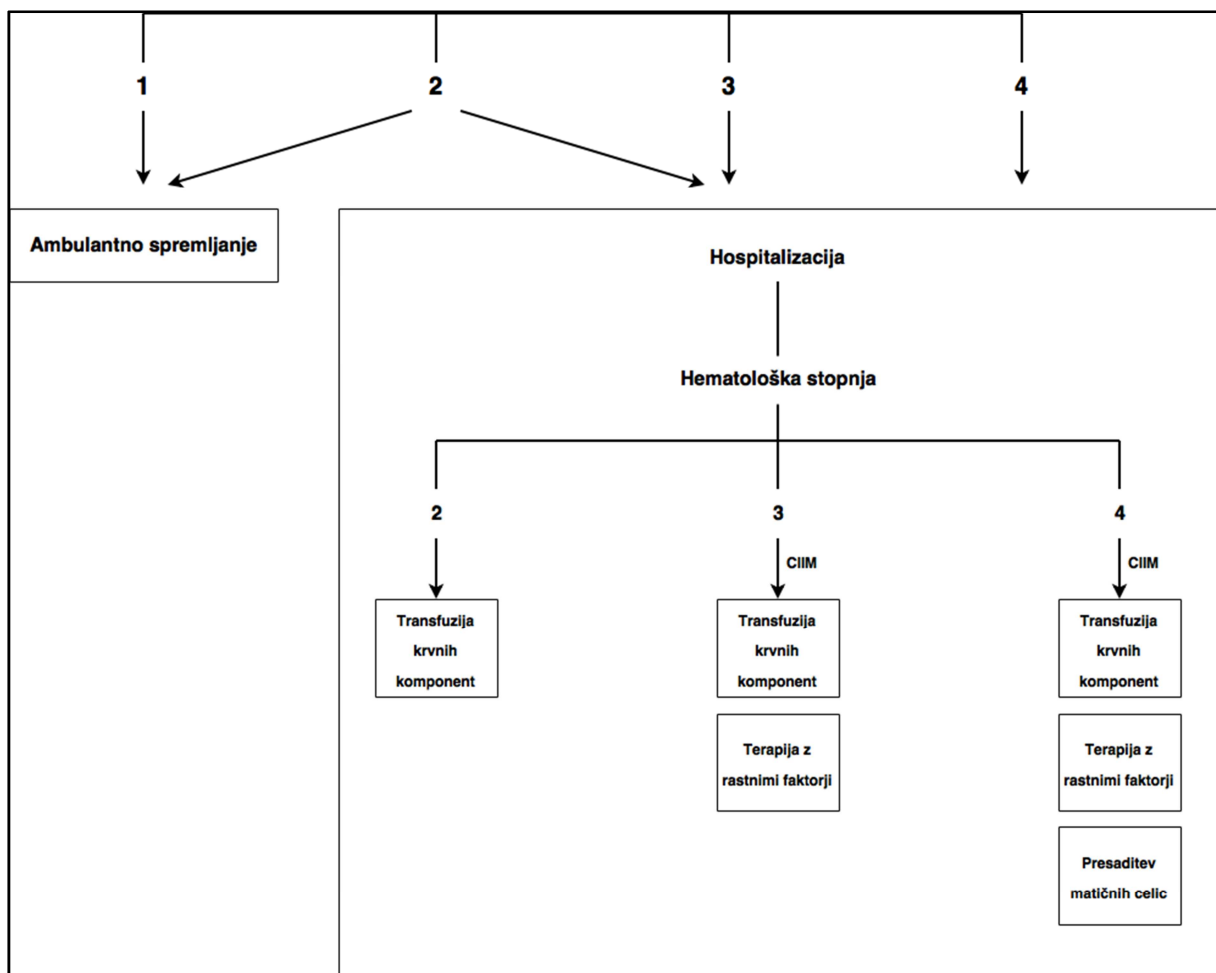 1 2 3 4
Ambulantno spremljanje
Hospitalizacija
Hematološka stopnja
2 3 4
CIIM CIIM
Transfuzija
krvnih
komponent
Transfuzija
krvnih
komponent
Terapija z
rastnimi faktorji
Transfuzija
krvnih
komponent
Terapija z
rastnimi faktorji
Presaditev
matičnih celic